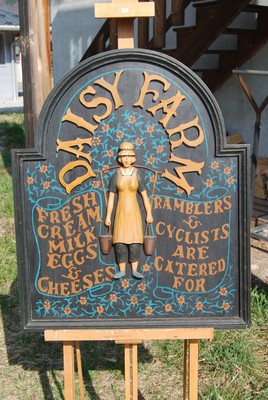 DAISY FARM
FRESH
CREAM
MILK
EGGS
&
CHEESES
RAMBLERS
&
CYCLISTS
ARE
CATERED
FOR